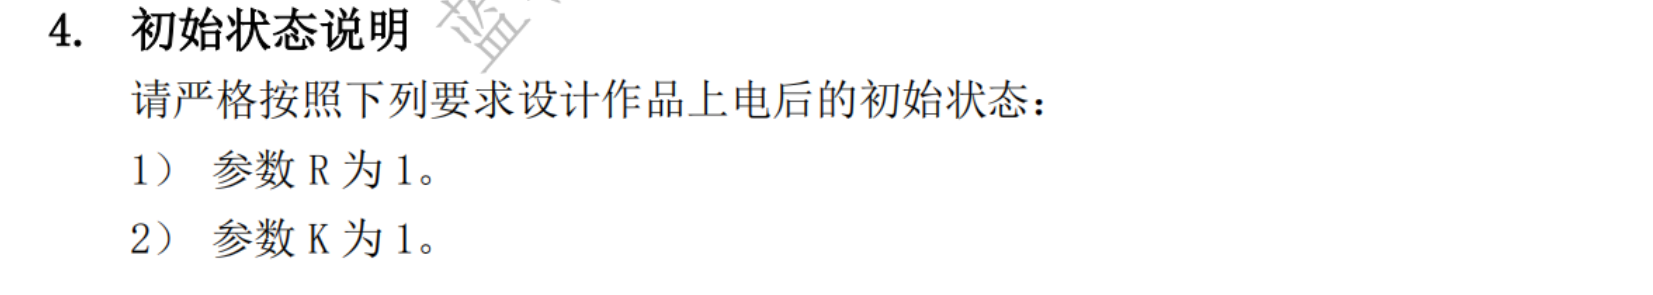 4. 初始状态说明
请严格按照下列要求设计作品上电后的初始状态：
1） 参数 R 为 1。
2） 参数 K 为 1。
蓝